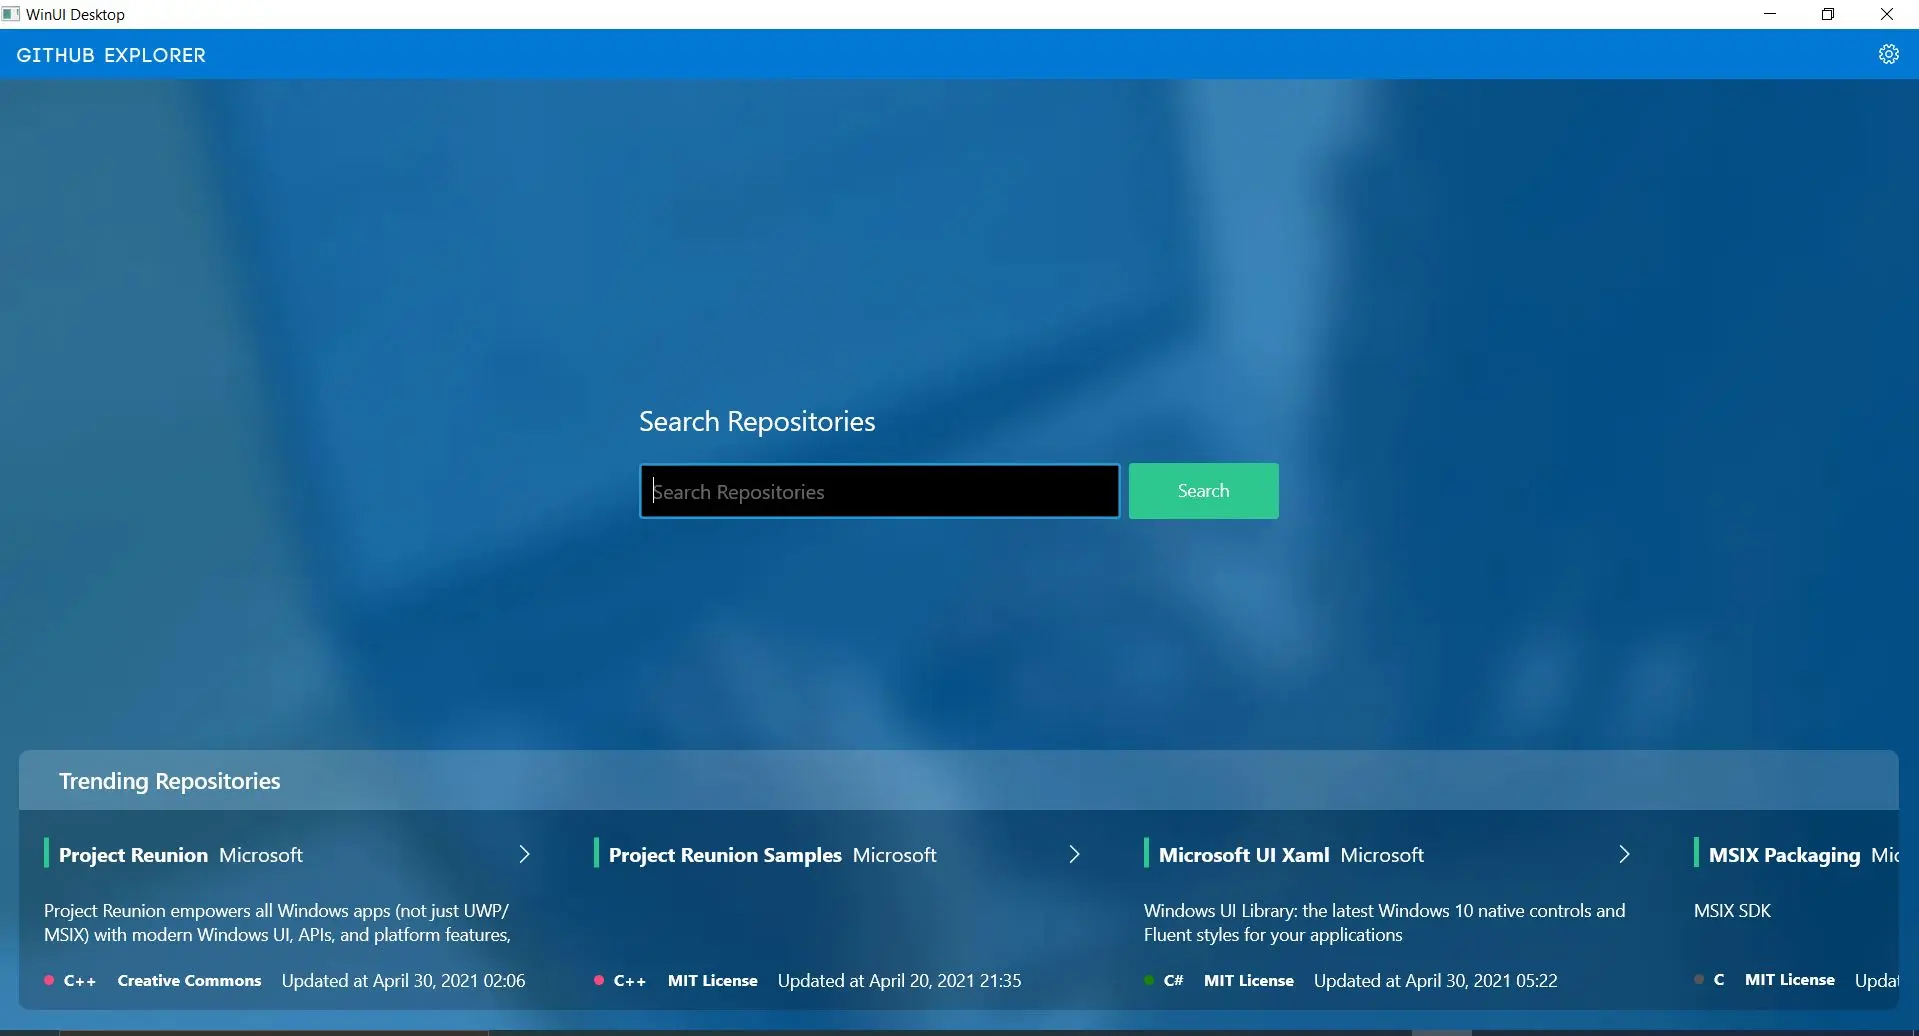 WinUI Desktop
GITHUB EXPLORER
Search Repositories
Search Repositories
Search
Trending Repositories
Project Reunion Microsoft
Project Reunion empowers all Windows apps (not just UWP/
MSIX) with modern Windows UI, APIs, and platform features,
C++ Creative Commons Updated at April 30, 2021 02:06
Project Reunion Samples Microsoft
C++ MIT License Updated at April 20, 2021 21:35
Microsoft UI Xaml Microsoft
Windows UI Library: the latest Windows 10 native controls and
Fluent styles for your applications
C# MIT License Updated at April 30, 2021 05:22
MSIX Packaging Mic
MSIX SDK
C MIT License Updat